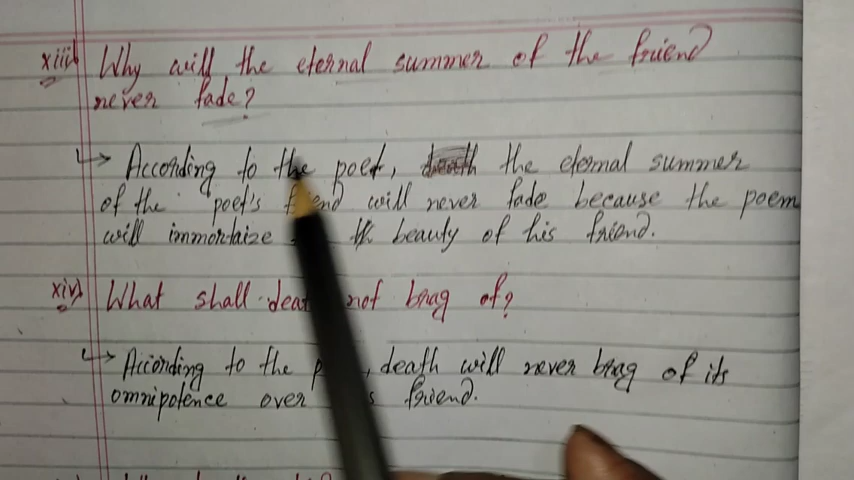 xiii) Why will the eternal summer of the friend
never fade?
↳ According to the poet, the eternal summer
of the poet's friend will never fade because the poem
will immortaize beauty of his friend.
xiv) What shall death not brag of?
↳ According to the, death will never brag of its
omnipotence over friend.